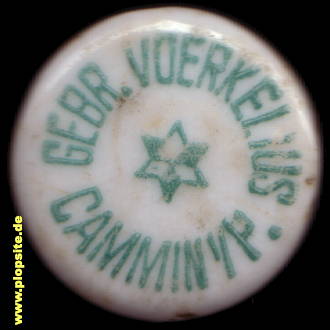 GEBR. VOERKELIUS
CAMMIN i/P.
www.plopsite.de